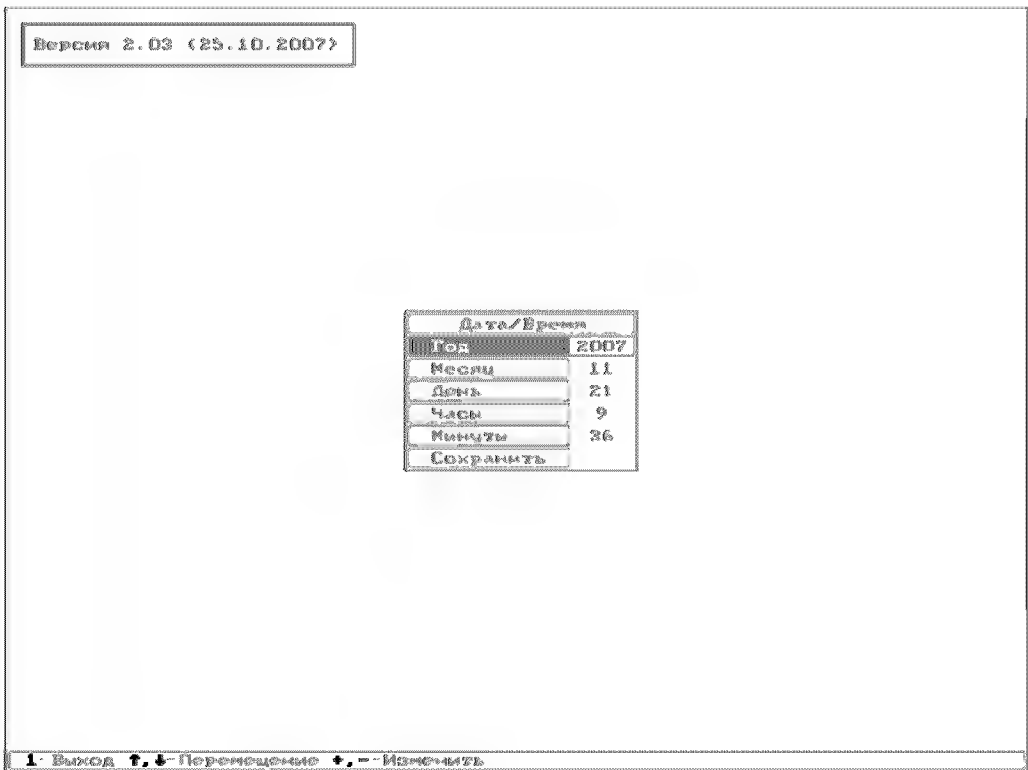 Версия 2.03 (25.10.2007)
Дата/Время
Год 2007
Месяц 11
День 21
Часы 9
Минуты 36
Сохранить
1- Выход ↑,↓-Перемещение +,- -Изменить